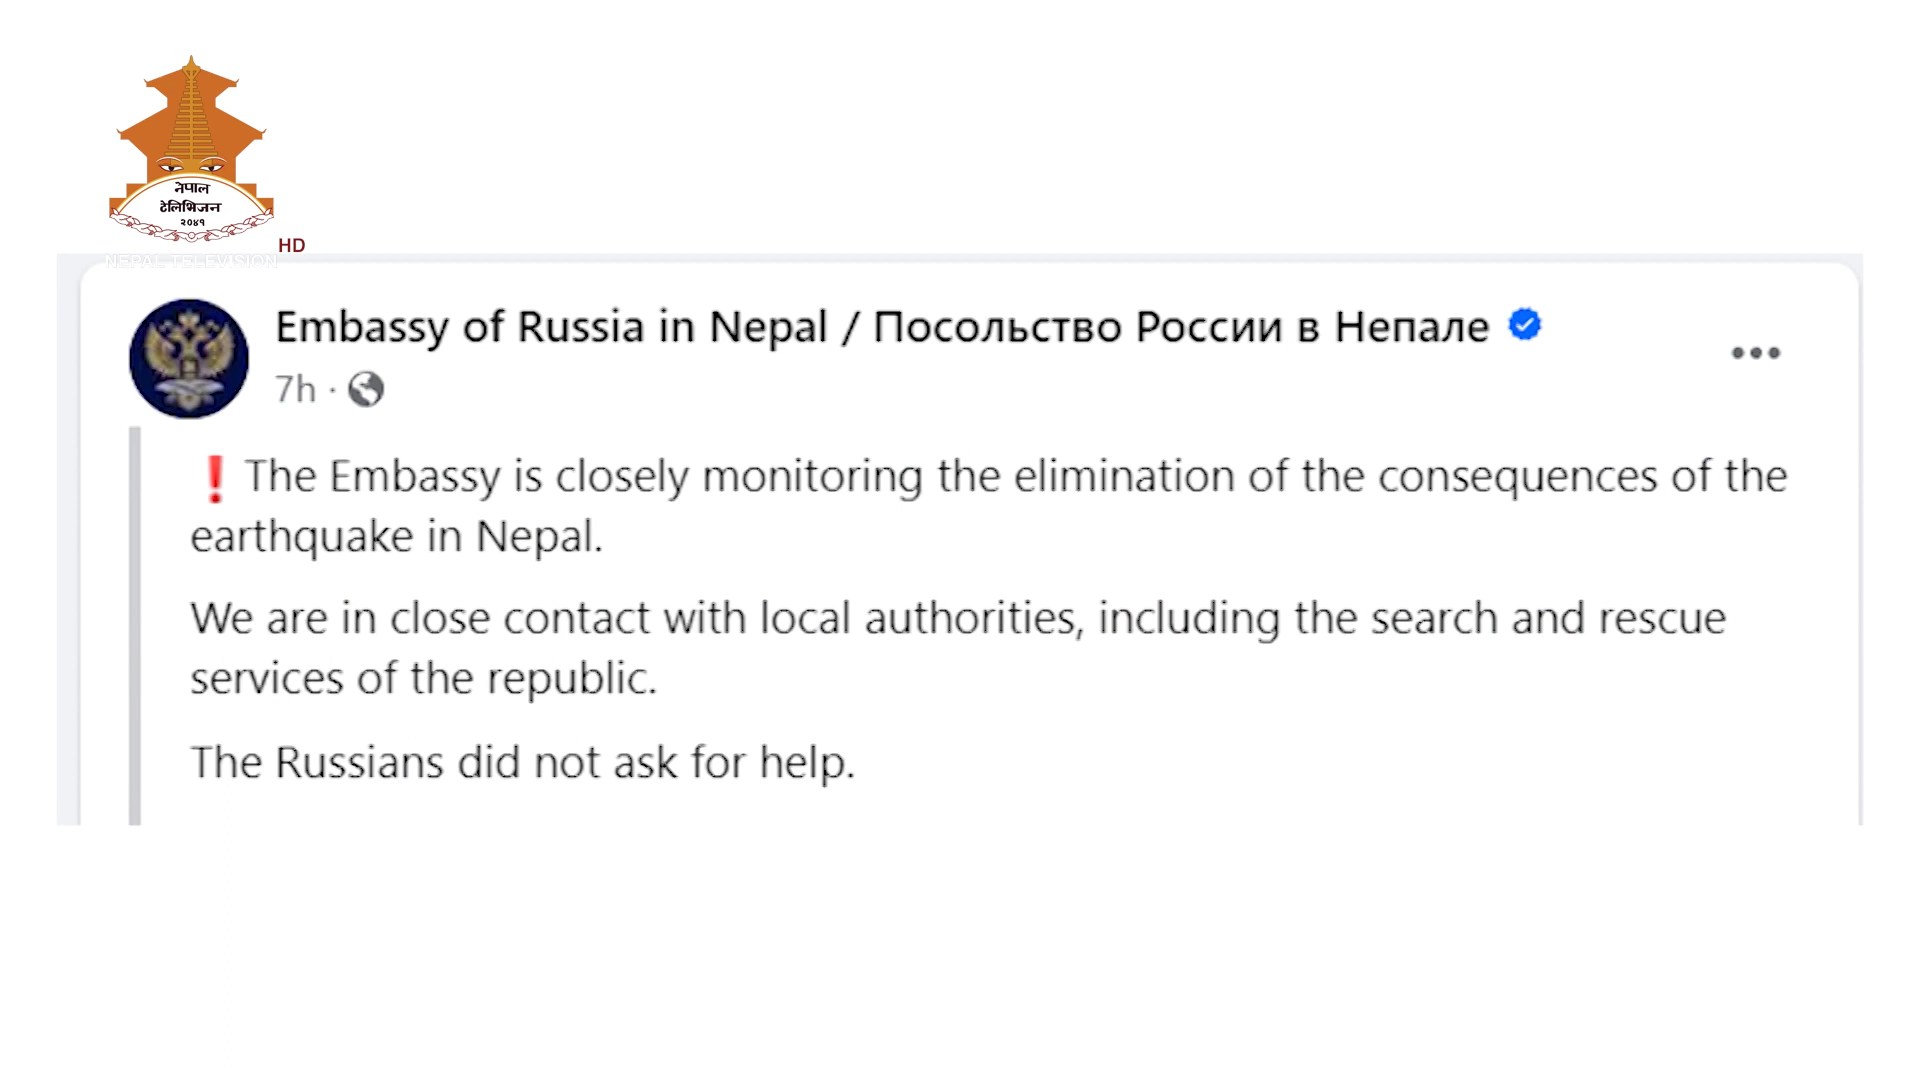 नेपाल
टेलिभिजन
२०४१
HD
NEPAL TELEVISION
Embassy of Russia in Nepal / Посольство России в Непале
7h ·
❗ The Embassy is closely monitoring the elimination of the consequences of the
earthquake in Nepal.
We are in close contact with local authorities, including the search and rescue
services of the republic.
The Russians did not ask for help.